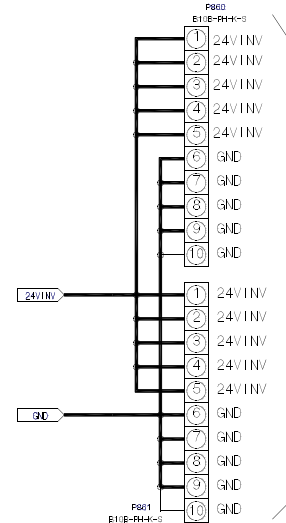 P860
B10B-PH-K-S
1 24VINV
2 24VINV
3 24VINV
4 24VINV
5 24VINV
6 GND
7 GND
8 GND
9 GND
10 GND
24VINV
1 24VINV
2 24VINV
3 24VINV
4 24VINV
5 24VINV
GND
6 GND
7 GND
8 GND
9 GND
P861
B10B-PH-K-S
10 GND